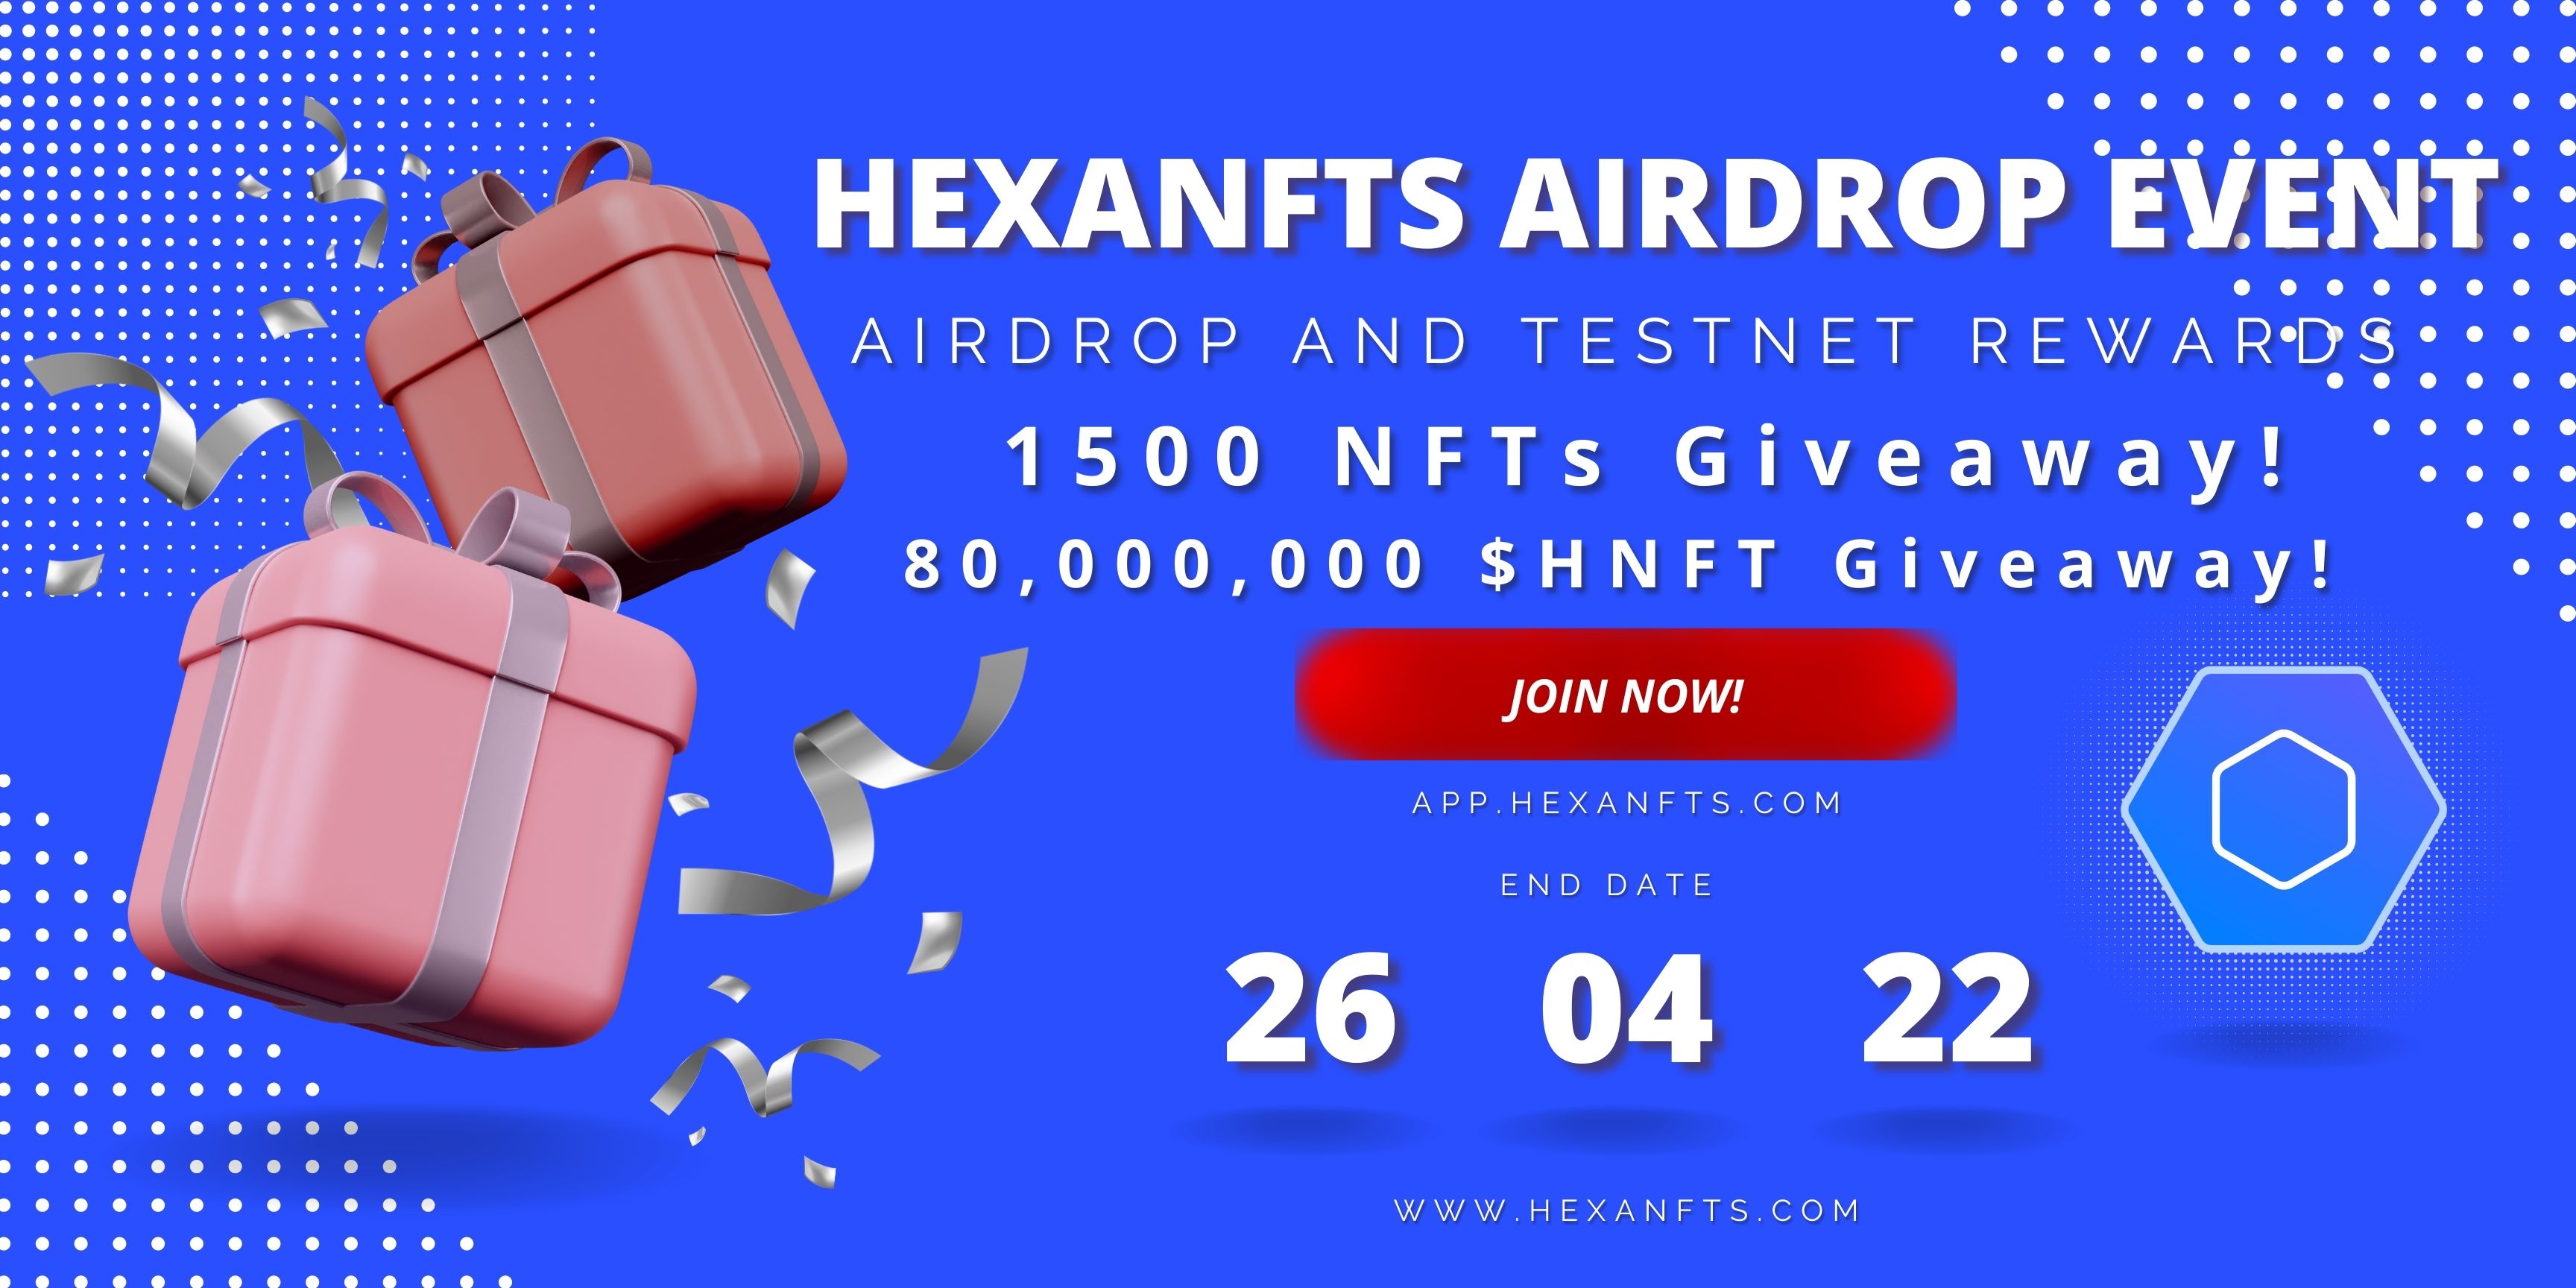 HEXANFTS AIRDROP EVENT
AIRDROP AND TESTNET REWARDS
1500 NFTs Giveaway!
80,000,000 $HNFT Giveaway!
JOIN NOW!
APP.HEXANFTS.COM
END DATE
26 04 22
WWW.HEXANFTS.COM